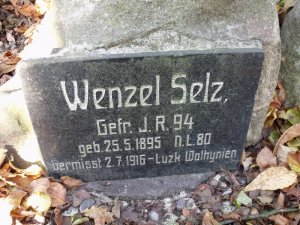 Wenzel Selz,
Gefr. J. R. 94
geb. 25.5.1895 N.L. 80
vermisst 2.7.1916-Luzk Wolhynien